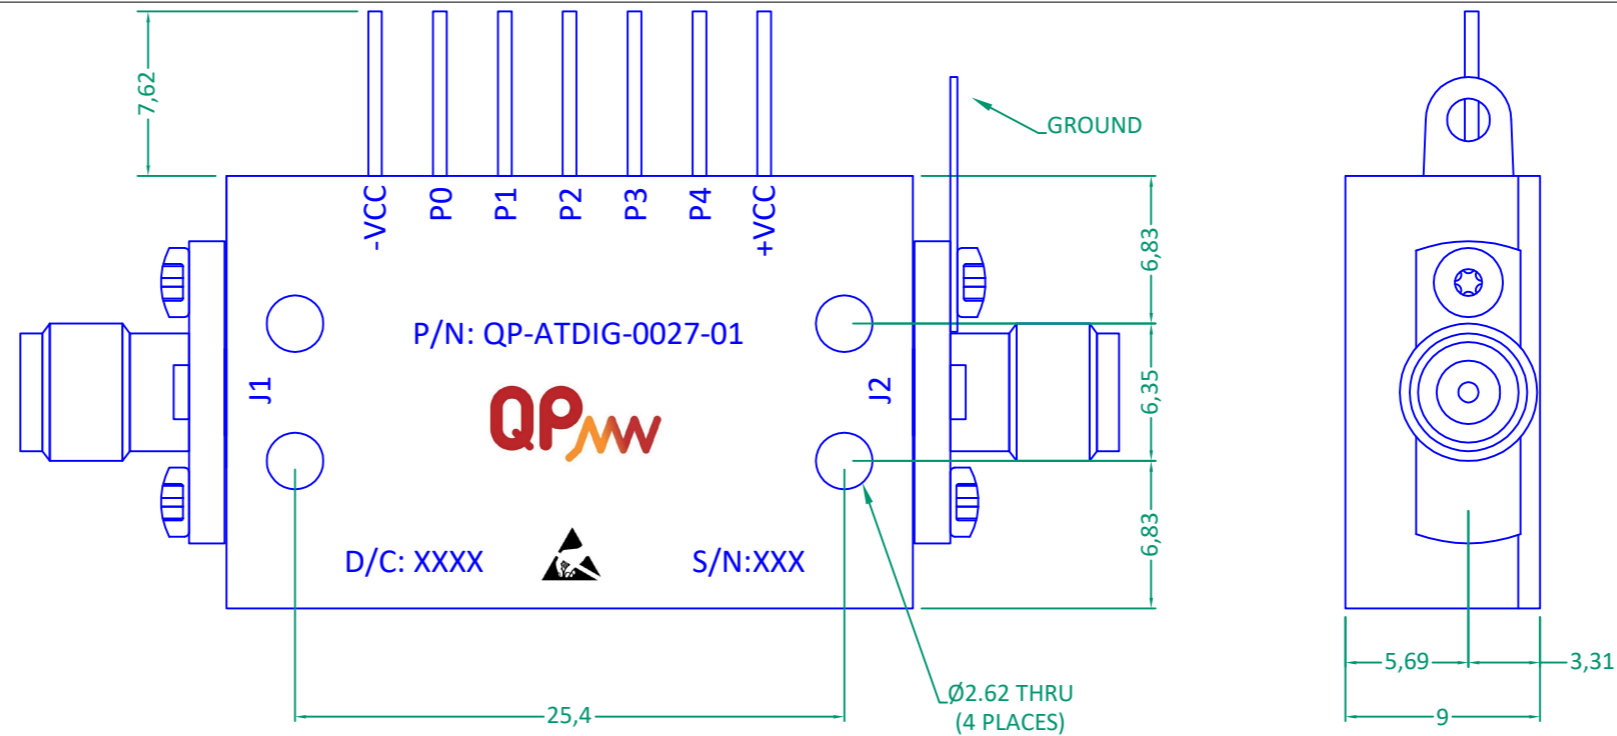 7,62
GROUND
-VCC
P0
P1
P2
P3
P4
+VCC
6,83
P/N: QP-ATDIG-0027-01
J1
J2
6,35
QPMW
D/C: XXXX
S/N:XXX
6,83
5,69
3,31
Ø2.62 THRU
(4 PLACES)
25,4
9